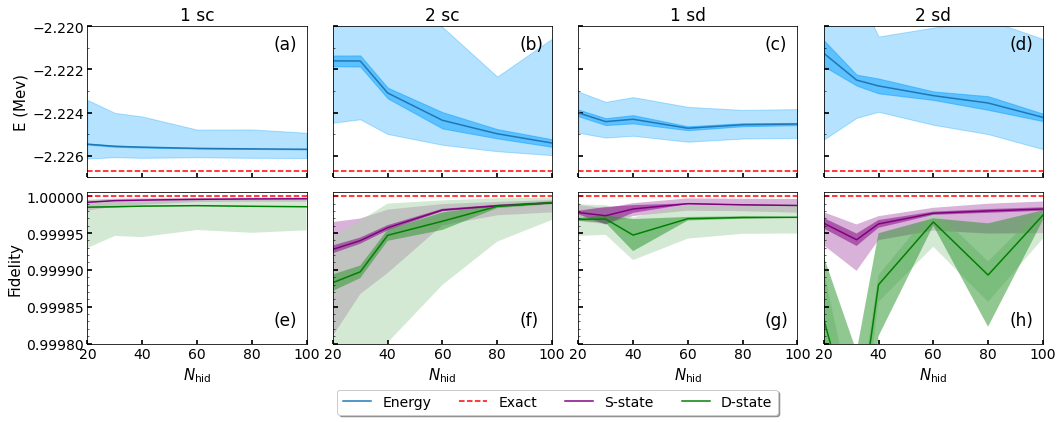 1 sc 2 sc 1 sd 2 sd
−2.220 (a) (b) (c) (d)
−2.222
E (Mev)
−2.224
−2.226
1.00000
0.99995
Fidelity
0.99990
0.99985
(e) (f) (g) (h)
0.99980
20 40 60 80 100 20 40 60 80 100 20 40 60 80 100 20 40 60 80 100
N_hid N_hid N_hid N_hid
Energy Exact S-state D-state